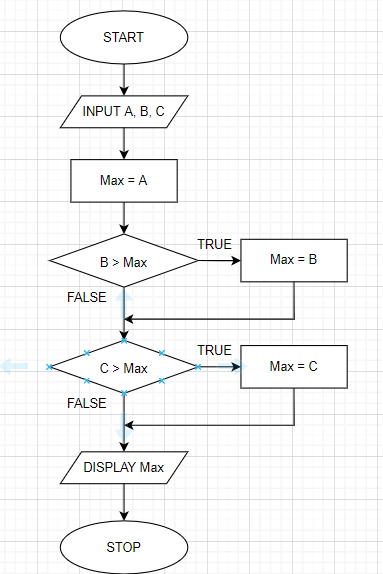 START
INPUT A, B, C
Max = A
B > Max
TRUE
Max = B
FALSE
C > Max
TRUE
Max = C
FALSE
DISPLAY Max
STOP